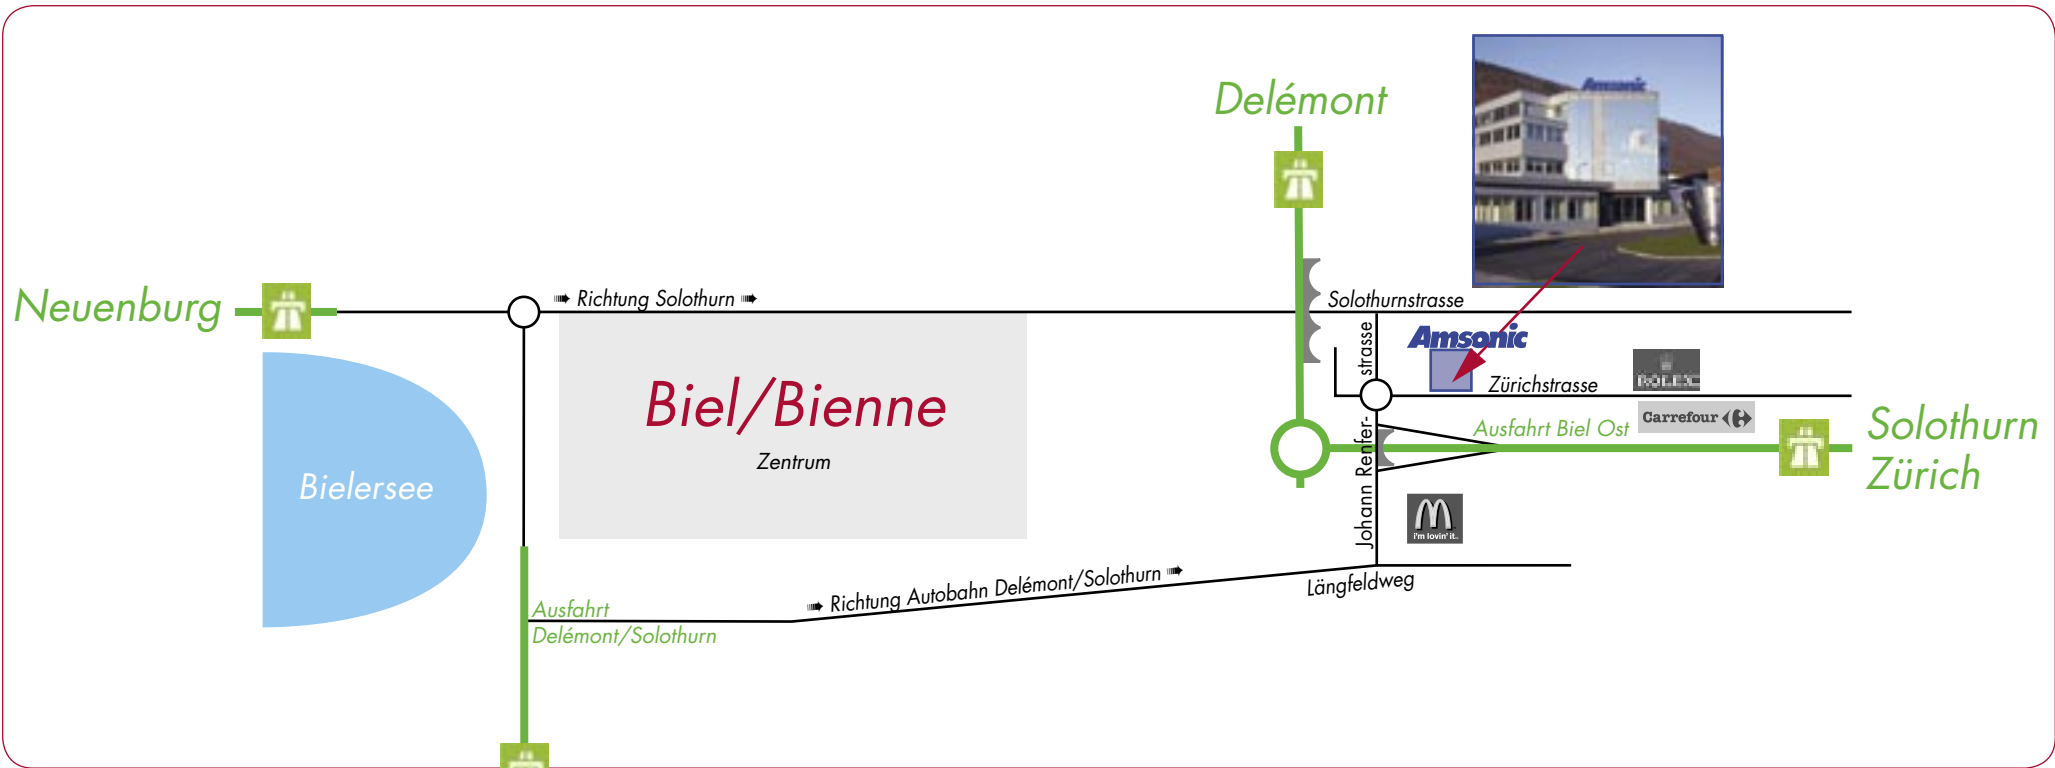 Delémont
Amsonic
Neuenburg
Richtung Solothurn
Solothurnstrasse
Amsonic
Johann Renfer-strasse
ROLEX
Zürichstrasse
Biel/Bienne
Zentrum
Carrefour
Ausfahrt Biel Ost
Solothurn
Zürich
Bielersee
M
i'm lovin' it
Richtung Autobahn Delémont/Solothurn
Längfeldweg
Ausfahrt
Delémont/Solothurn